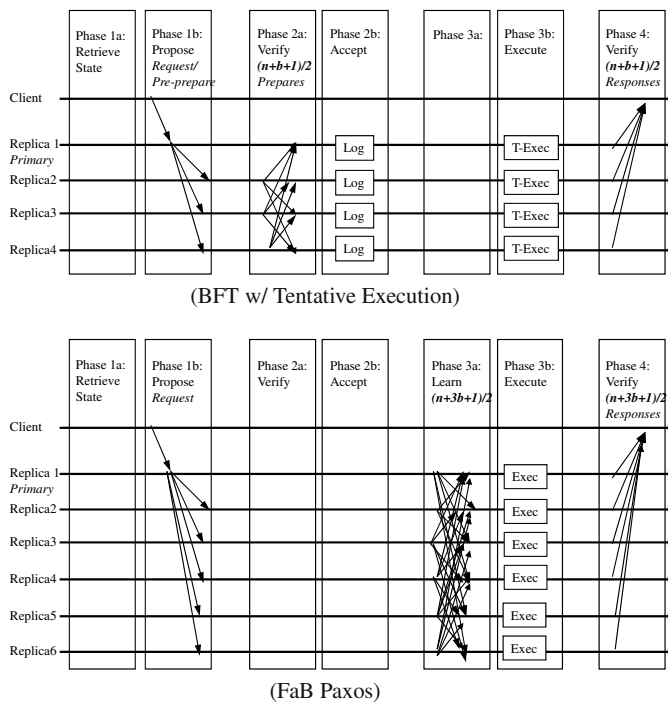 Phase 1a:
Retrieve
State
Phase 1b:
Propose
Request/
Pre-prepare
Phase 2a:
Verify
(n+b+1)/2
Prepares
Phase 2b:
Accept
Phase 3a:
Phase 3b:
Execute
Phase 4:
Verify
(n+b+1)/2
Responses
Client
Replica 1
Primary
Log
T-Exec
Replica2
Log
T-Exec
Replica3
Log
T-Exec
Replica4
Log
T-Exec
(BFT w/ Tentative Execution)
Phase 1a:
Retrieve
State
Phase 1b:
Propose
Request
Phase 2a:
Verify
Phase 2b:
Accept
Phase 3a:
Learn
(n+3b+1)/2
Phase 3b:
Execute
Phase 4:
Verify
(n+3b+1)/2
Responses
Client
Replica 1
Primary
Exec
Replica2
Exec
Replica3
Exec
Replica4
Exec
Replica5
Exec
Replica6
Exec
(FaB Paxos)